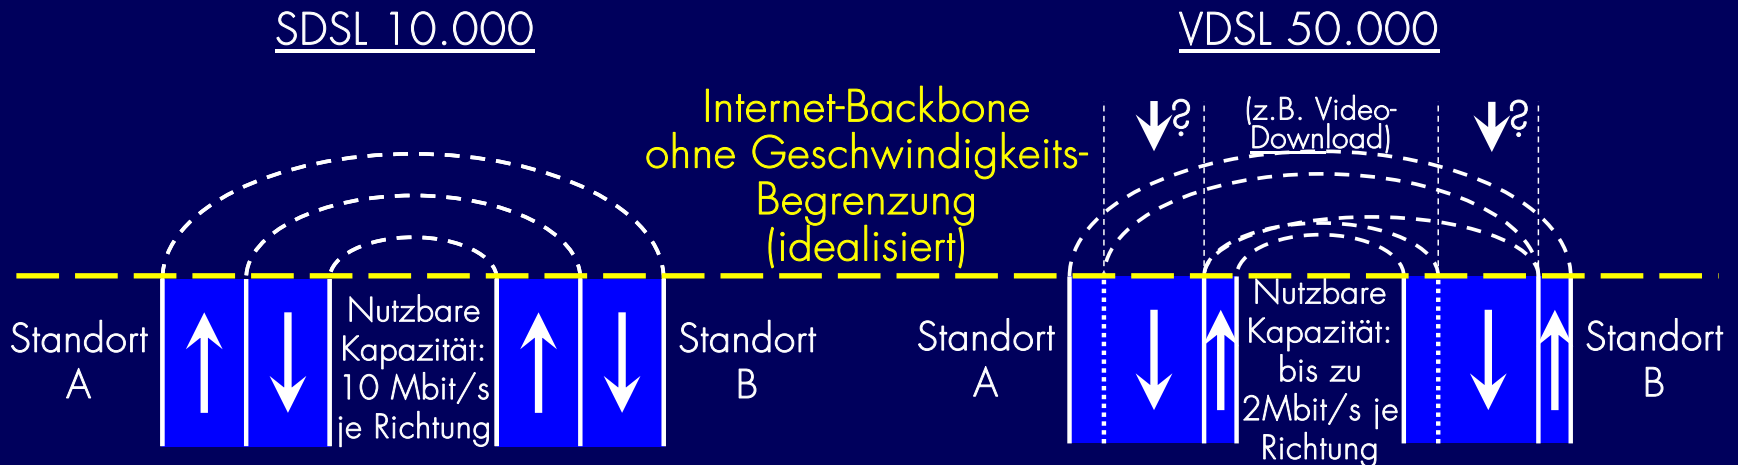 SDSL 10.000
VDSL 50.000
Internet-Backbone
ohne Geschwindigkeits-
Begrenzung
(idealisiert)
?
(z.B. Video-
Download)
?
Standort
A
Nutzbare
Kapazität:
10 Mbit/s
je Richtung
Standort
B
Standort
A
Nutzbare
Kapazität:
bis zu
2Mbit/s je
Richtung
Standort
B